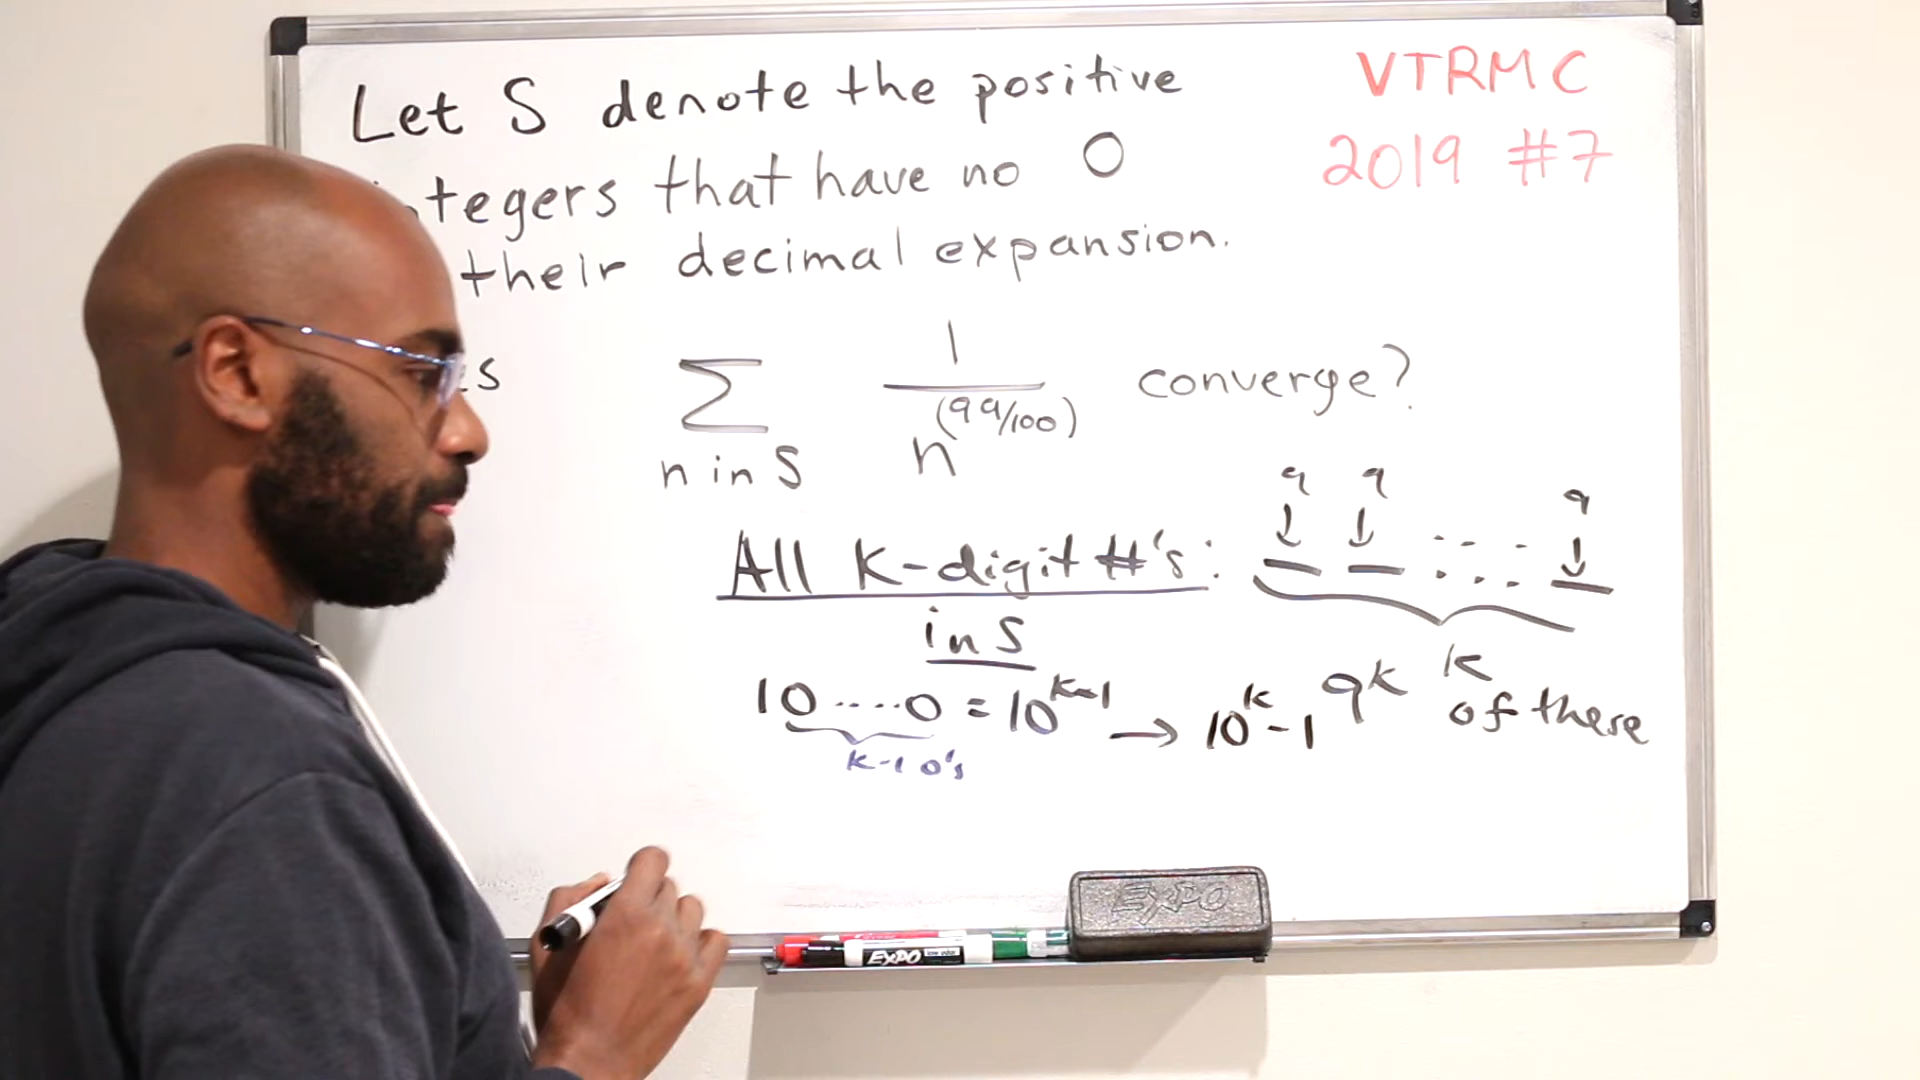 Let S denote the positive
ntegers that have no 0
their decimal expansion.
s ∑ 1 converge?
n in S n^(99/100)
VTRMC
2019 #7
9 9 9
All K-digit #'s:
in S
10....0 = 10^(k-1) → 10^k - 1
k-1 0's
9^k
k
of these
EXPO
EXPO